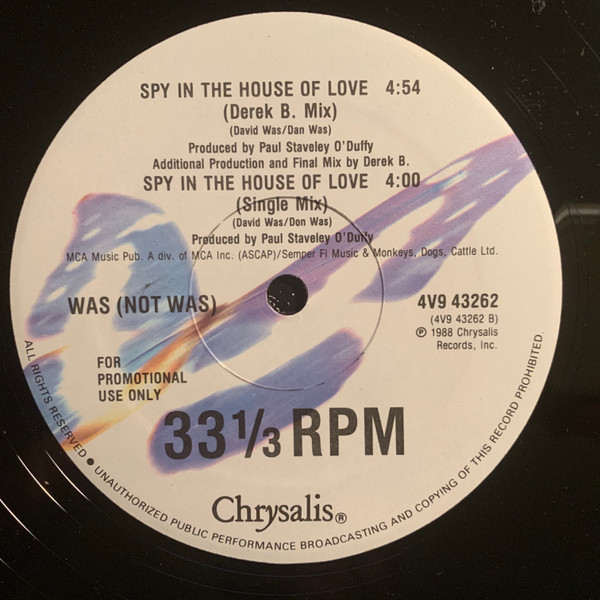 SPY IN THE HOUSE OF LOVE 4:54
(Derek B. Mix)
(David Was/Dan Was)
Produced by Paul Staveley O'Duffy
Additional Production and Final Mix by Derek B.
SPY IN THE HOUSE OF LOVE 4:00
(Single Mix)
(David Was/Don Was)
Produced by Paul Staveley O'Duffy
MCA Music Pub. A div. of MCA Inc. (ASCAP)/Semper Fi Music & Monkeys, Dogs, Cattle Ltd.
WAS (NOT WAS)
4V9 43262
(4V9 43262 B)
℗ 1988 Chrysalis
Records, Inc.
FOR
PROMOTIONAL
USE ONLY
33 1/3 RPM
Chrysalis®
ALL RIGHTS RESERVED ● UNAUTHORIZED PUBLIC PERFORMANCE BROADCASTING AND COPYING OF THIS RECORD PROHIBITED.